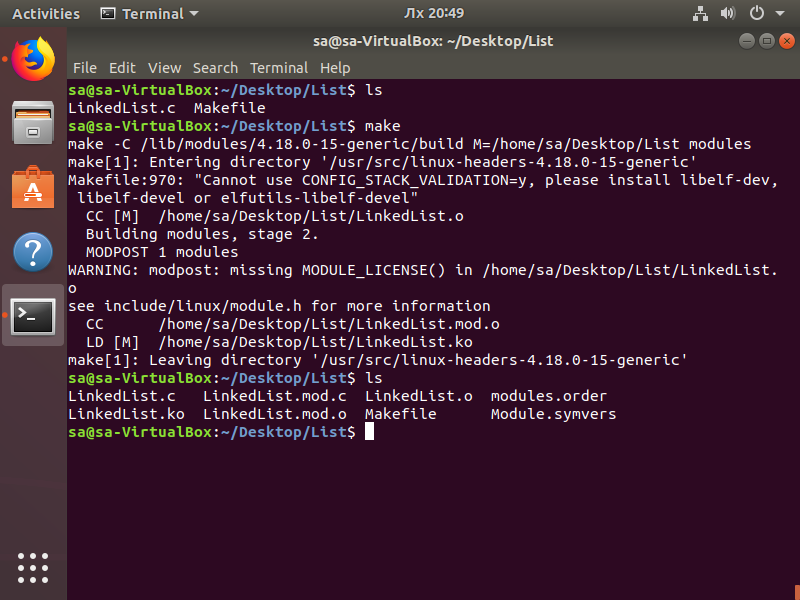 Activities Terminal Лх 20:49
sa@sa-VirtualBox: ~/Desktop/List
File Edit View Search Terminal Help
sa@sa-VirtualBox:~/Desktop/List$ ls
LinkedList.c  Makefile
sa@sa-VirtualBox:~/Desktop/List$ make
make -C /lib/modules/4.18.0-15-generic/build M=/home/sa/Desktop/List modules
make[1]: Entering directory '/usr/src/linux-headers-4.18.0-15-generic'
Makefile:970: "Cannot use CONFIG_STACK_VALIDATION=y, please install libelf-dev,
 libelf-devel or elfutils-libelf-devel"
  CC [M]  /home/sa/Desktop/List/LinkedList.o
  Building modules, stage 2.
  MODPOST 1 modules
WARNING: modpost: missing MODULE_LICENSE() in /home/sa/Desktop/List/LinkedList.
o
see include/linux/module.h for more information
  CC      /home/sa/Desktop/List/LinkedList.mod.o
  LD [M]  /home/sa/Desktop/List/LinkedList.ko
make[1]: Leaving directory '/usr/src/linux-headers-4.18.0-15-generic'
sa@sa-VirtualBox:~/Desktop/List$ ls
LinkedList.c   LinkedList.mod.c  LinkedList.o  modules.order
LinkedList.ko  LinkedList.mod.o  Makefile      Module.symvers
sa@sa-VirtualBox:~/Desktop/List$